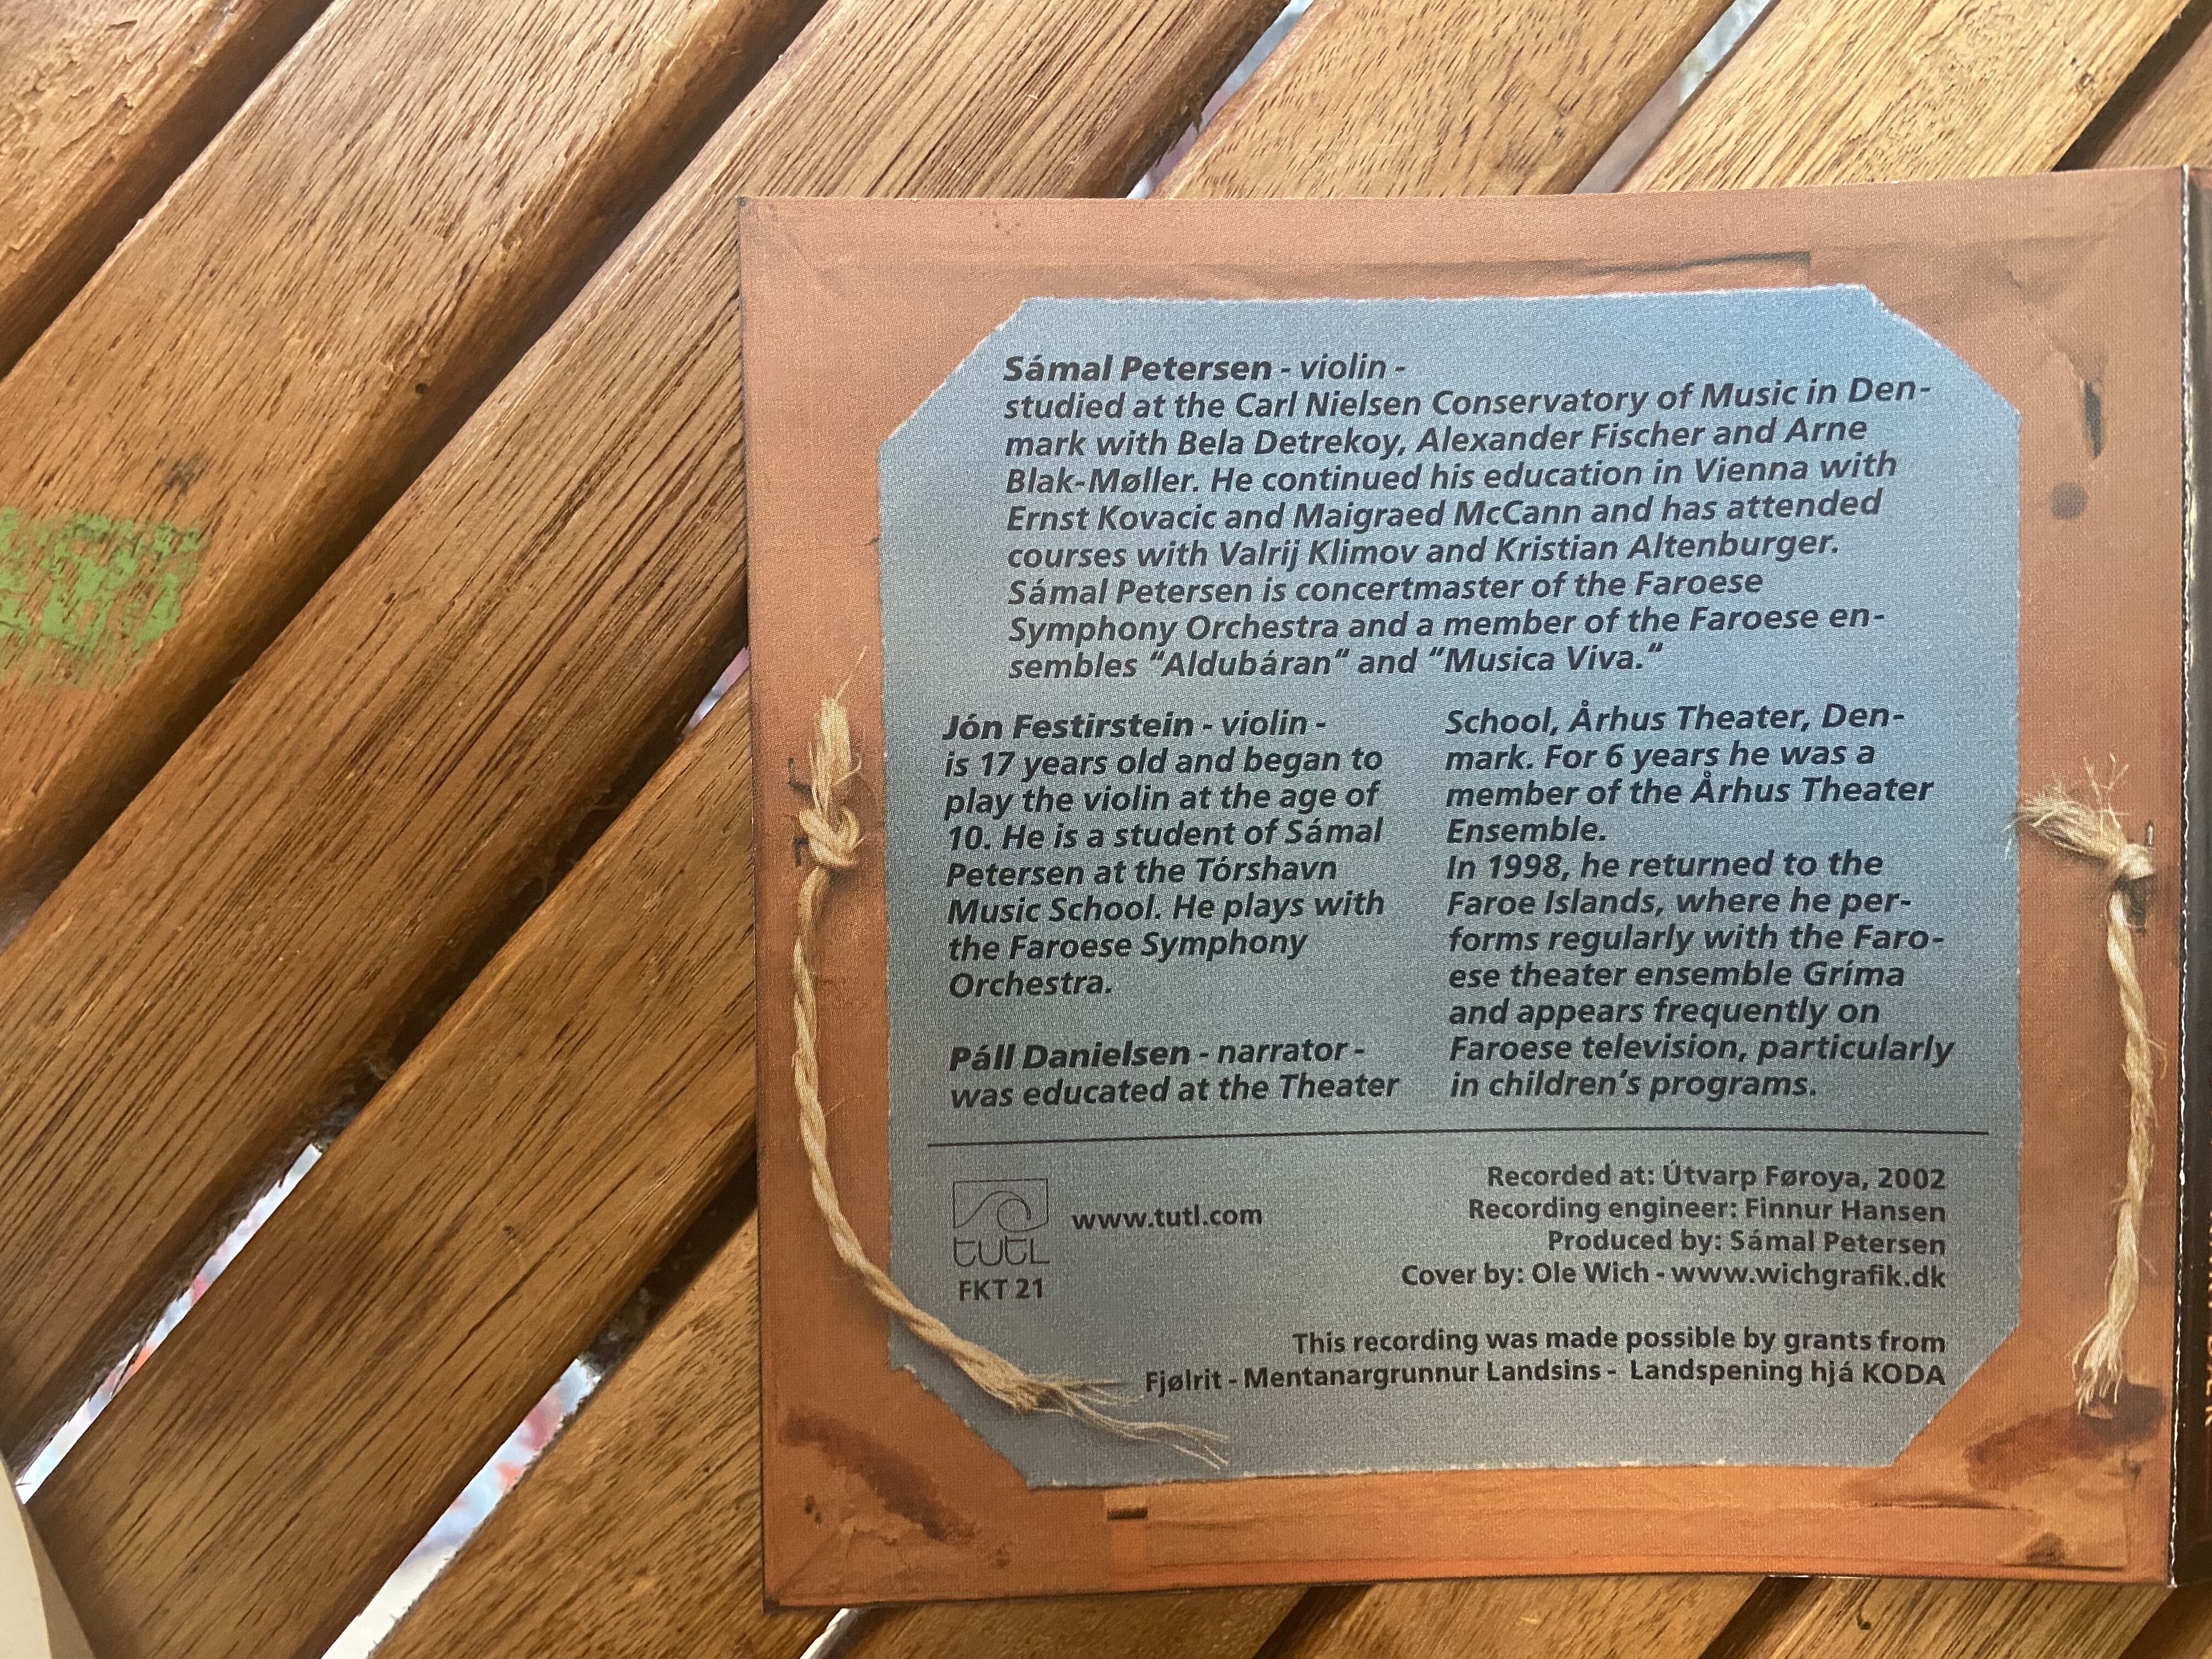 Sámal Petersen - violin -
studied at the Carl Nielsen Conservatory of Music in Den-
mark with Bela Detrekoy, Alexander Fischer and Arne
Blak-Møller. He continued his education in Vienna with
Ernst Kovacic and Maigraed McCann and has attended
courses with Valrij Klimov and Kristian Altenburger.
Sámal Petersen is concertmaster of the Faroese
Symphony Orchestra and a member of the Faroese en-
sembles “Aldubáran“ and “Musica Viva.“
Jón Festirstein - violin -
is 17 years old and began to
play the violin at the age of
10. He is a student of Sámal
Petersen at the Tórshavn
Music School. He plays with
the Faroese Symphony
Orchestra.
Páll Danielsen - narrator -
was educated at the Theater
School, Århus Theater, Den-
mark. For 6 years he was a
member of the Århus Theater
Ensemble.
In 1998, he returned to the
Faroe Islands, where he per-
forms regularly with the Faro-
ese theater ensemble Gríma
and appears frequently on
Faroese television, particularly
in children’s programs.
tutl
FKT 21
www.tutl.com
Recorded at: Útvarp Føroya, 2002
Recording engineer: Finnur Hansen
Produced by: Sámal Petersen
Cover by: Ole Wich - www.wichgrafik.dk
This recording was made possible by grants from
Fjølrit - Mentanargrunnur Landsins - Landspening hjá KODA